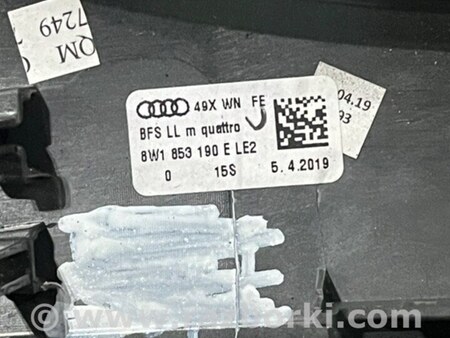 QM
7249
49X WN FE
BFS LL m quattro
8W1 853 190 E LE2
0 15S 5.4.2019
04.19
93